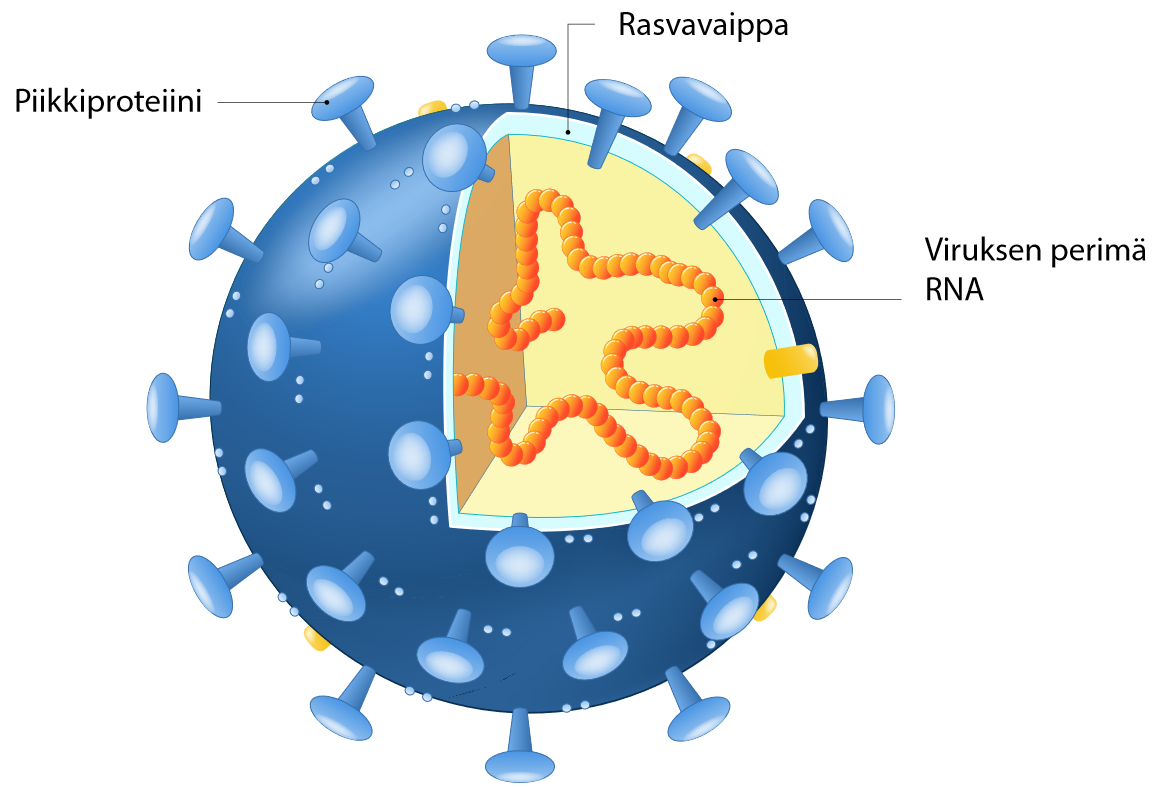 Rasvavaippa
Piikkiproteiini
Viruksen perimä
RNA